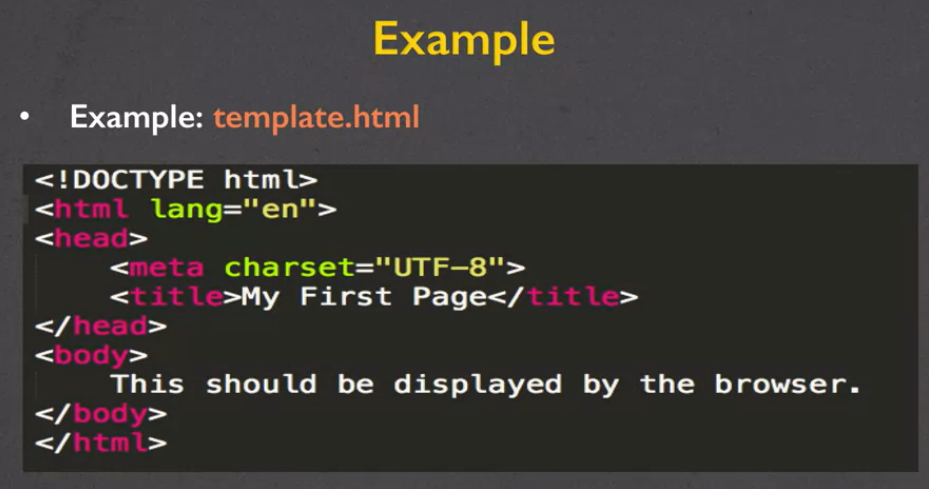 Example
• Example: template.html
<!DOCTYPE html>
<html lang="en">
<head>
    <meta charset="UTF-8">
    <title>My First Page</title>
</head>
<body>
    This should be displayed by the browser.
</body>
</html>